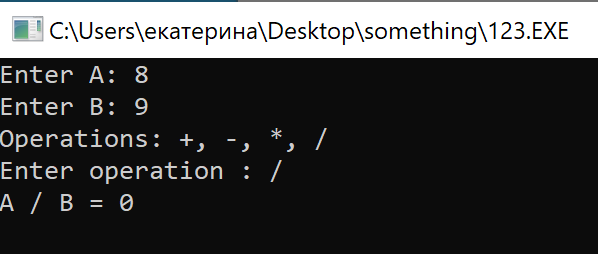 C:\Users\екатерина\Desktop\something\123.EXE
Enter A: 8
Enter B: 9
Operations: +, -, *, /
Enter operation : /
A / B = 0